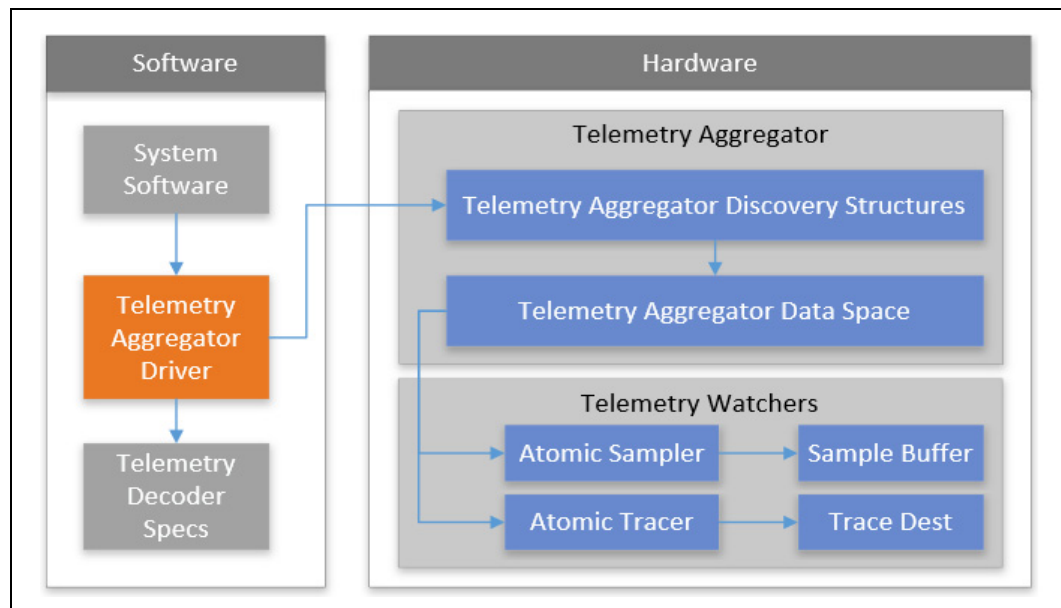 Software
System
Software
Telemetry
Aggregator
Driver
Telemetry
Decoder
Specs
Hardware
Telemetry Aggregator
Telemetry Aggregator Discovery Structures
Telemetry Aggregator Data Space
Telemetry Watchers
Atomic Sampler
Sample Buffer
Atomic Tracer
Trace Dest